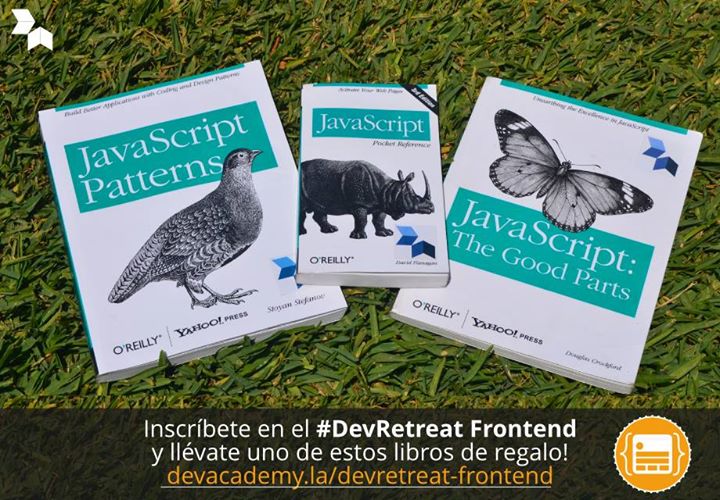 Build Better Applications with Coding and Design Patterns
JavaScript
Patterns
O'REILLY®
YAHOO! PRESS
Stoyan Stefanov
Activate Your Web Pages
3rd Edition
JavaScript
Pocket Reference
O'REILLY®
David Flanagan
Unearthing the Excellence in JavaScript
JavaScript:
The Good Parts
O'REILLY®
YAHOO! PRESS
Douglas Crockford
Inscríbete en el #DevRetreat Frontend
y llévate uno de estos libros de regalo!
devacademy.la/devretreat-frontend